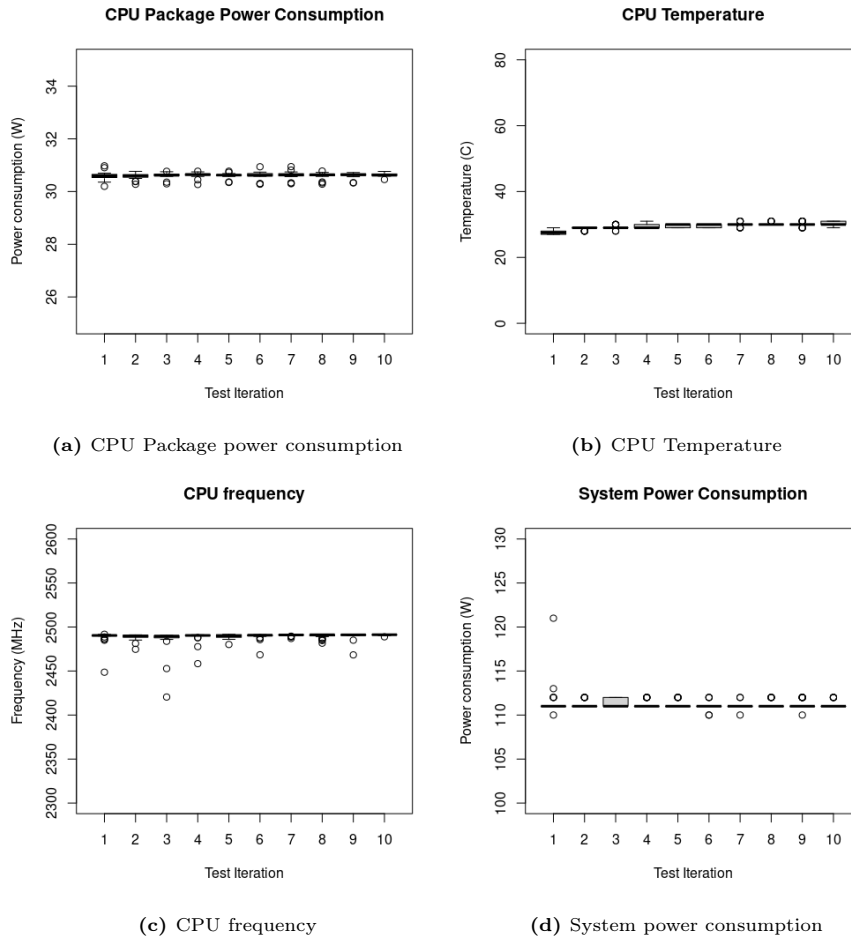 CPU Package Power Consumption
Power consumption (W)
34
32
30
28
26
1 2 3 4 5 6 7 8 9 10
Test Iteration
(a) CPU Package power consumption
CPU Temperature
Temperature (C)
80
60
40
20
0
1 2 3 4 5 6 7 8 9 10
Test Iteration
(b) CPU Temperature
CPU frequency
Frequency (MHz)
2600
2550
2500
2450
2400
2350
2300
1 2 3 4 5 6 7 8 9 10
Test Iteration
(c) CPU frequency
System Power Consumption
Power consumption (W)
130
125
120
115
110
105
100
1 2 3 4 5 6 7 8 9 10
Test Iteration
(d) System power consumption